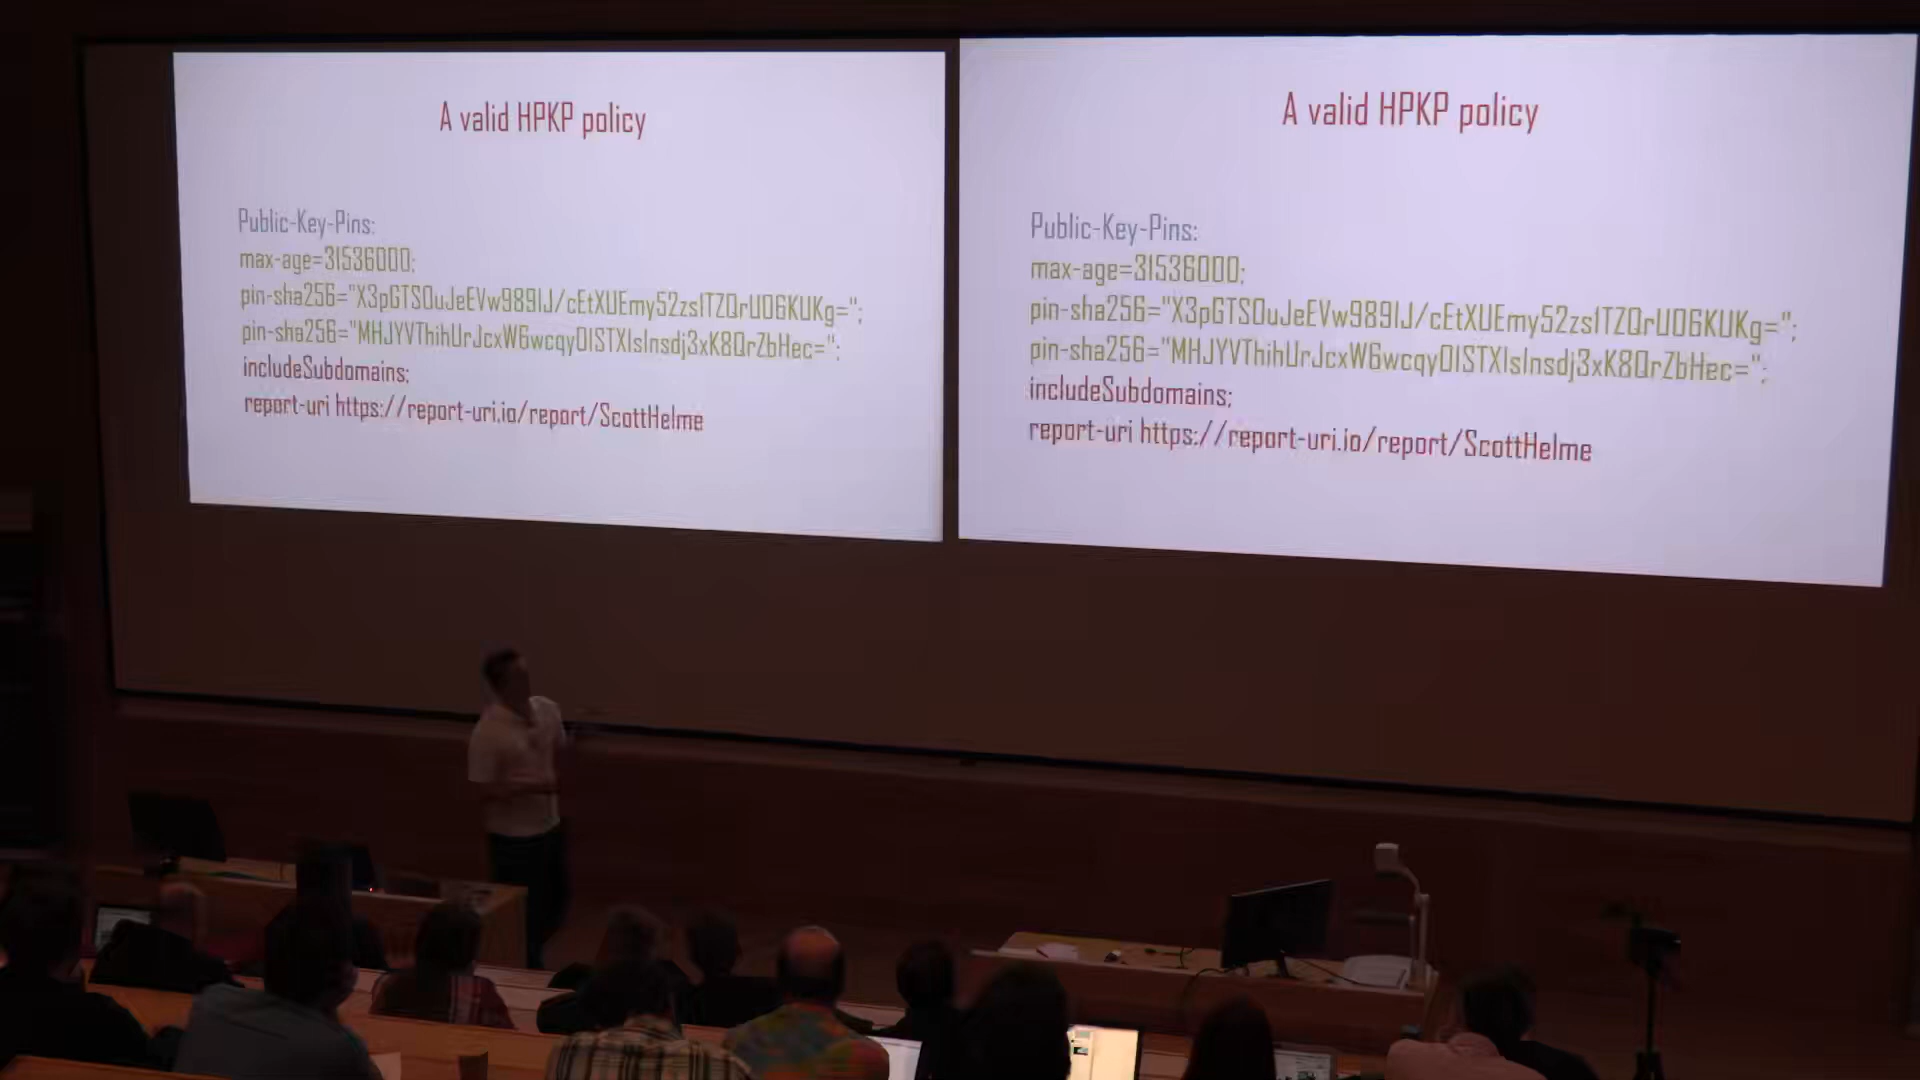 A valid HPKP policy
Public-Key-Pins:
max-age=31536000;
pin-sha256="X3pGTSOuJeEVw989IJ/cEtXUEmy52zs1TZQrU06KUKg=";
pin-sha256="MHJYVThihUrJcxW6wcqyOISTXIsInsdj3xK8QrZbHec=";
includeSubdomains;
report-uri https://report-uri.io/report/ScottHelme
A valid HPKP policy
Public-Key-Pins:
max-age=31536000;
pin-sha256="X3pGTSOuJeEVw989IJ/cEtXUEmy52zs1TZQrU06KUKg=";
pin-sha256="MHJYVThihUrJcxW6wcqyOISTXIsInsdj3xK8QrZbHec=";
includeSubdomains;
report-uri https://report-uri.io/report/ScottHelme